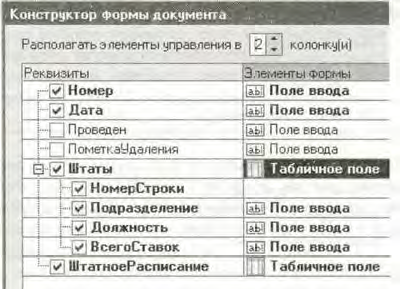 Конструктор формы документа
Располагать элементы управления в 2 колонку(и)
Реквизиты Элементы формы
Номер Поле ввода
Дата Поле ввода
Проведен Поле ввода
ПометкаУдаления Поле ввода
Штаты Табличное поле
НомерСтроки
Подразделение Поле ввода
Должность Поле ввода
ВсегоСтавок Поле ввода
ШтатноеРасписание Табличное поле